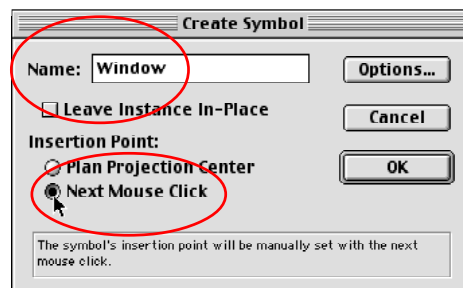 Create Symbol
Name: Window
Options...
Leave Instance In-Place
Cancel
Insertion Point:
Plan Projection Center
OK
Next Mouse Click
The symbol's insertion point will be manually set with the next
mouse click.